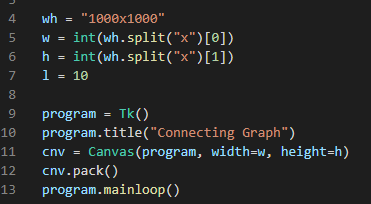 4 wh = "1000x1000"
5 w = int(wh.split("x")[0])
6 h = int(wh.split("x")[1])
7 l = 10
8
9 program = Tk()
10 program.title("Connecting Graph")
11 cnv = Canvas(program, width=w, height=h)
12 cnv.pack()
13 program.mainloop()